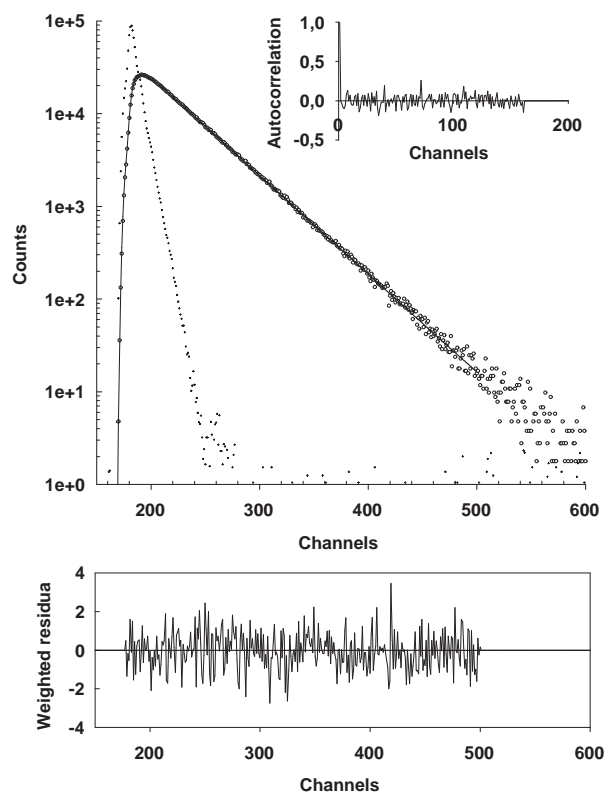 1e+5
1e+4
1e+3
1e+2
1e+1
1e+0
Counts
200 300 400 500 600
Channels
1,0
0,5
0,0
-0,5
Autocorrelation
0 100 200
Channels
4
2
0
-2
-4
Weighted residua
200 300 400 500 600
Channels